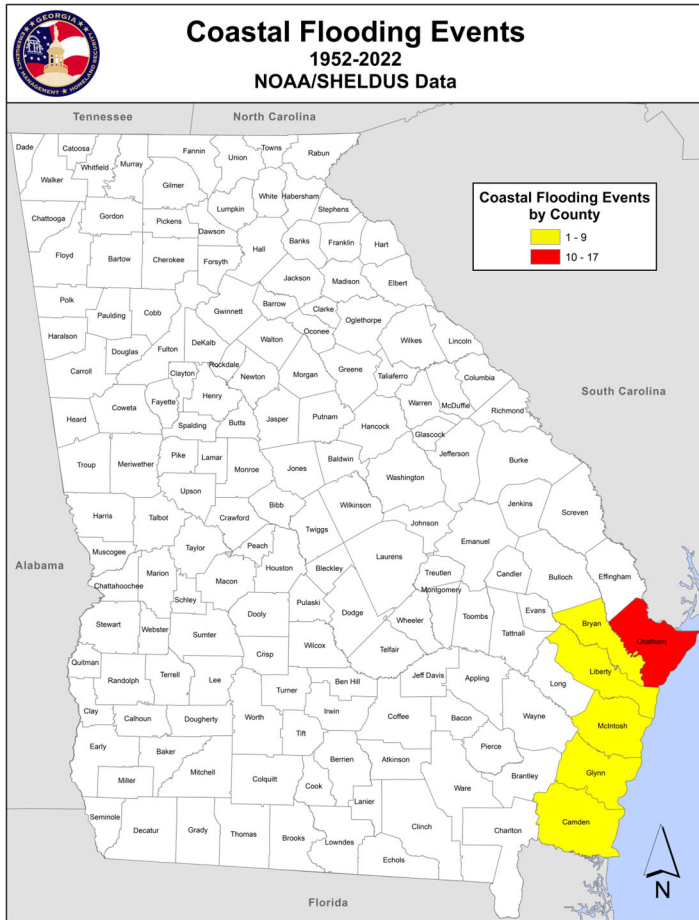 GEORGIA
EMERGENCY MANAGEMENT HOMELAND SECURITY
Coastal Flooding Events
1952-2022
NOAA/SHELDUS Data
Tennessee
North Carolina
Coastal Flooding Events
by County
1 - 9
10 - 17
South Carolina
Alabama
Florida
N
Dade
Catoosa
Whitfield
Murray
Fannin
Union
Towns
Rabun
Walker
Gilmer
White
Habersham
Lumpkin
Stephens
Chattooga
Gordon
Pickens
Dawson
Banks
Franklin
Hart
Hall
Floyd
Bartow
Cherokee
Forsyth
Jackson
Madison
Elbert
Polk
Paulding
Cobb
Gwinnett
Barrow
Clarke
Oconee
Oglethorpe
Haralson
Douglas
Fulton
DeKalb
Walton
Wilkes
Lincoln
Carroll
Clayton
Rockdale
Newton
Morgan
Greene
Taliaferro
Columbia
Fayette
Henry
Warren
McDuffie
Richmond
Heard
Coweta
Spalding
Butts
Jasper
Putnam
Hancock
Glascock
Jefferson
Burke
Troup
Meriwether
Pike
Lamar
Monroe
Jones
Baldwin
Washington
Upson
Bibb
Wilkinson
Jenkins
Screven
Harris
Talbot
Crawford
Twiggs
Johnson
Emanuel
Muscogee
Taylor
Peach
Houston
Bleckley
Laurens
Treutlen
Candler
Bulloch
Effingham
Chattahoochee
Marion
Macon
Montgomery
Schley
Dooly
Pulaski
Dodge
Wheeler
Toombs
Evans
Tattnall
Bryan
Chatham
Stewart
Webster
Sumter
Wilcox
Telfair
Crisp
Quitman
Randolph
Terrell
Lee
Turner
Ben Hill
Jeff Davis
Appling
Long
Liberty
Clay
Calhoun
Dougherty
Worth
Irwin
Coffee
Bacon
Wayne
McIntosh
Early
Baker
Tift
Pierce
Miller
Mitchell
Colquitt
Cook
Berrien
Atkinson
Ware
Brantley
Glynn
Seminole
Decatur
Grady
Thomas
Brooks
Lanier
Lowndes
Clinch
Charlton
Camden
Echols